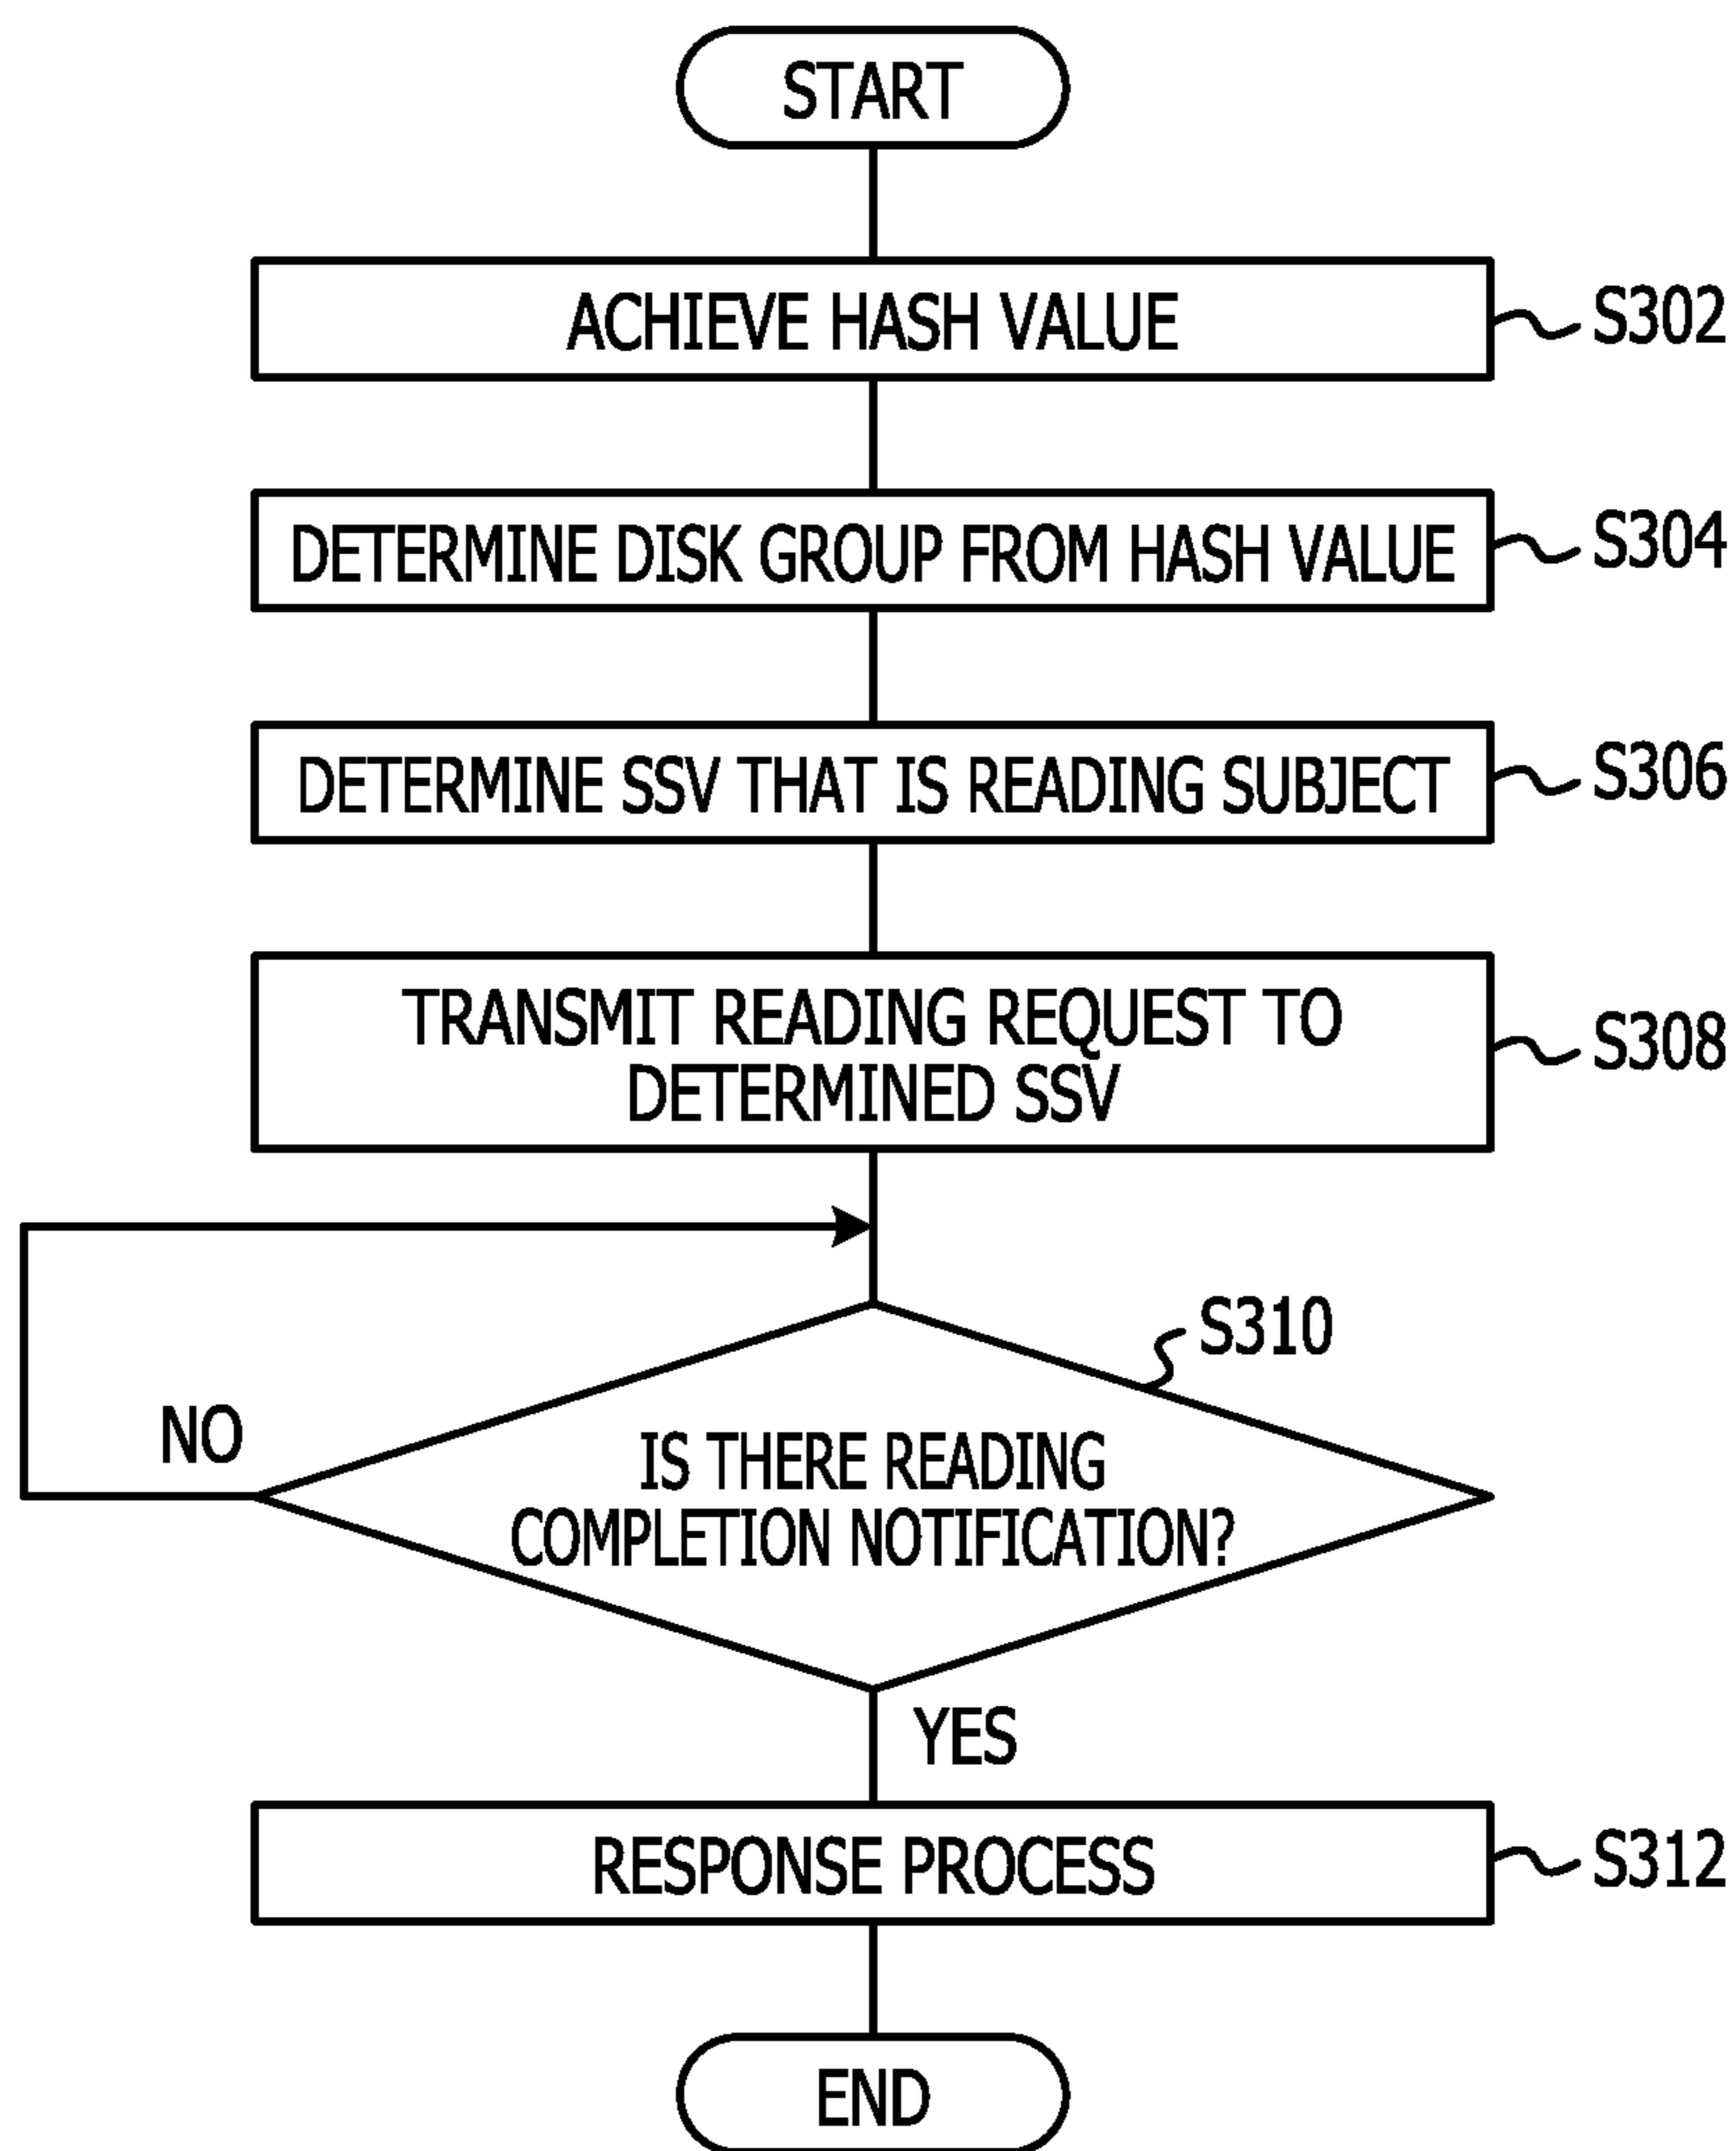 START
ACHIEVE HASH VALUE
S302
DETERMINE DISK GROUP FROM HASH VALUE
S304
DETERMINE SSV THAT IS READING SUBJECT
S306
TRANSMIT READING REQUEST TO
DETERMINED SSV
S308
S310
NO
IS THERE READING
COMPLETION NOTIFICATION?
YES
RESPONSE PROCESS
S312
END